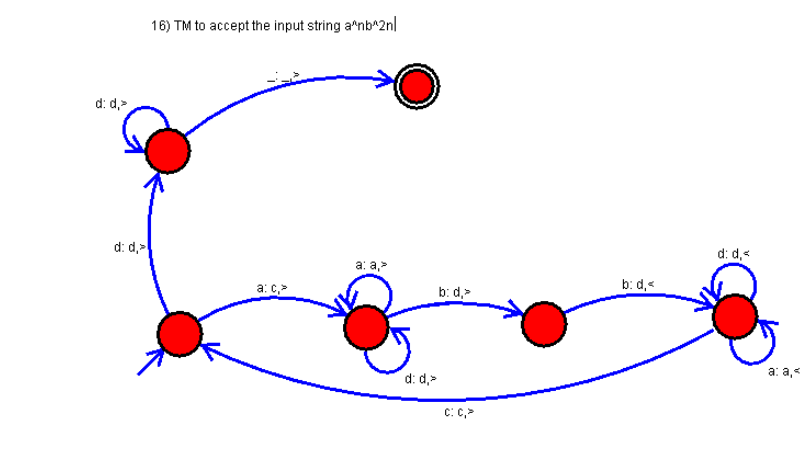 16) TM to accept the input string a^nb^2n
_: _,>
d: d,>
d: d,>
a: c,>
a: a,>
b: d,>
b: d,<
d: d,<
d: d,>
a: a,<
c: c,>